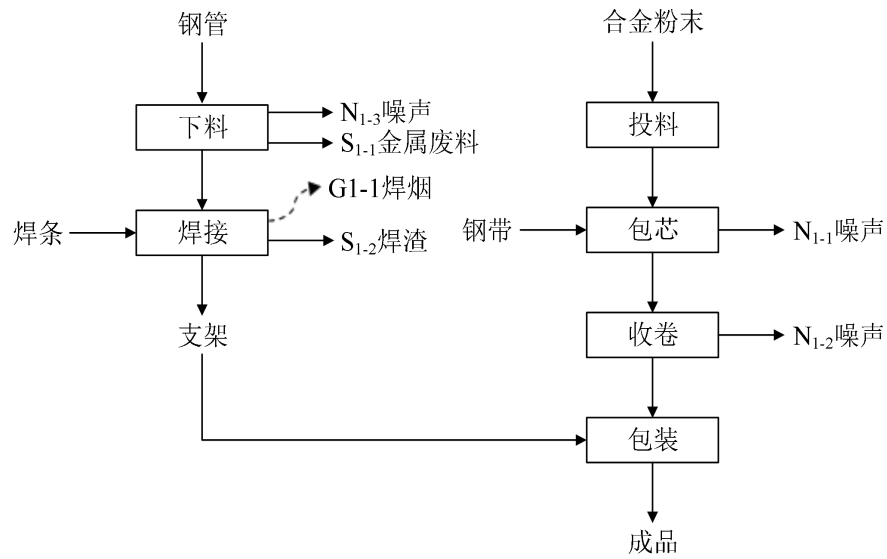 钢管
合金粉末
下料
N1-3噪声
S1-1金属废料
投料
G1-1焊烟
焊条
焊接
S1-2焊渣
钢带
包芯
N1-1噪声
支架
收卷
N1-2噪声
包装
成品